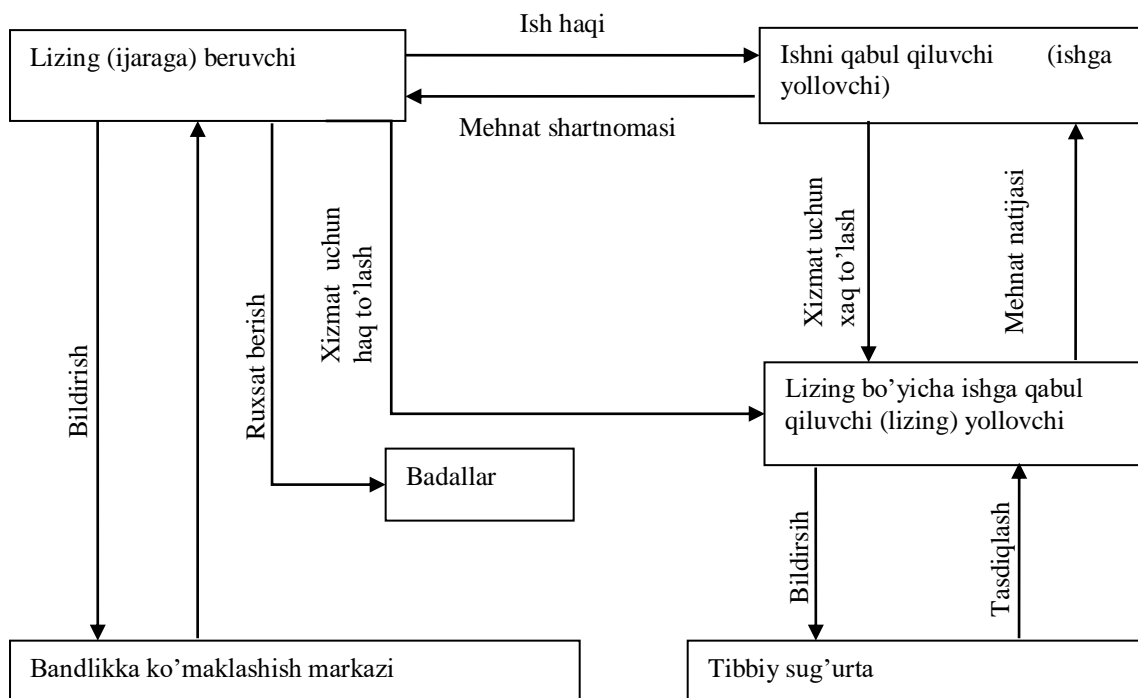 Ish haqi
Lizing (ijaraga) beruvchi
Ishni qabul qiluvchi (ishga
yollovchi)
Mehnat shartnomasi
Bildirish
Ruxsat berish
Xizmat uchun
haq to’lash
Xizmat uchun
xaq to’lash
Mehnat natijasi
Lizing bo’yicha ishga qabul
qiluvchi (lizing) yollovchi
Badallar
Bildirsih
Tasdiqlash
Bandlikka ko’maklashish markazi
Tibbiy sug’urta